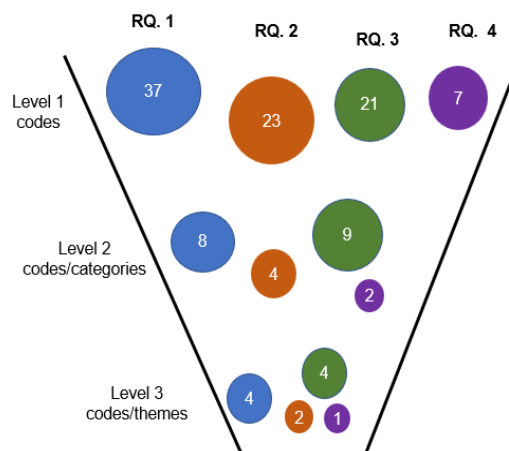 RQ. 1
RQ. 2
RQ. 3
RQ. 4
Level 1
codes
37
23
21
7
Level 2
codes/categories
8
4
9
2
Level 3
codes/themes
4
2
4
1